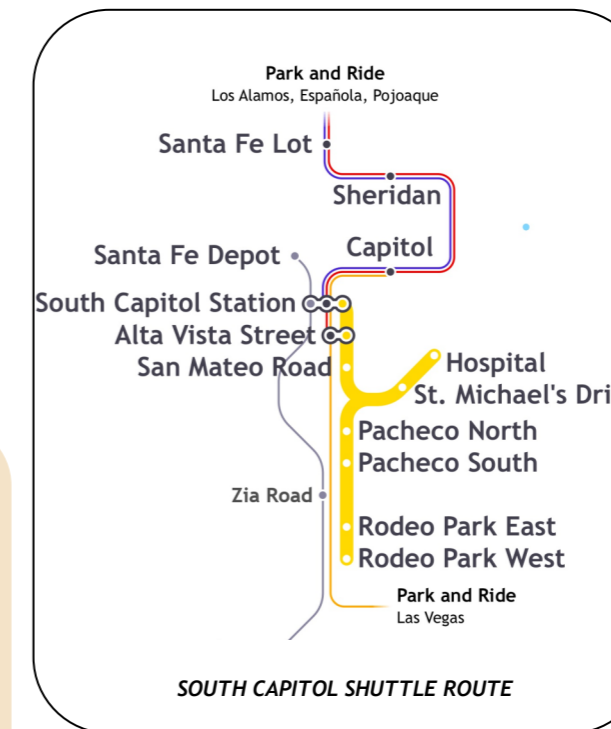 Park and Ride
Los Alamos, Española, Pojoaque
Santa Fe Lot
Sheridan
Capitol
Santa Fe Depot
South Capitol Station
Alta Vista Street
San Mateo Road
Hospital
St. Michael's Dri
Pacheco North
Pacheco South
Zia Road
Rodeo Park East
Rodeo Park West
Park and Ride
Las Vegas
SOUTH CAPITOL SHUTTLE ROUTE